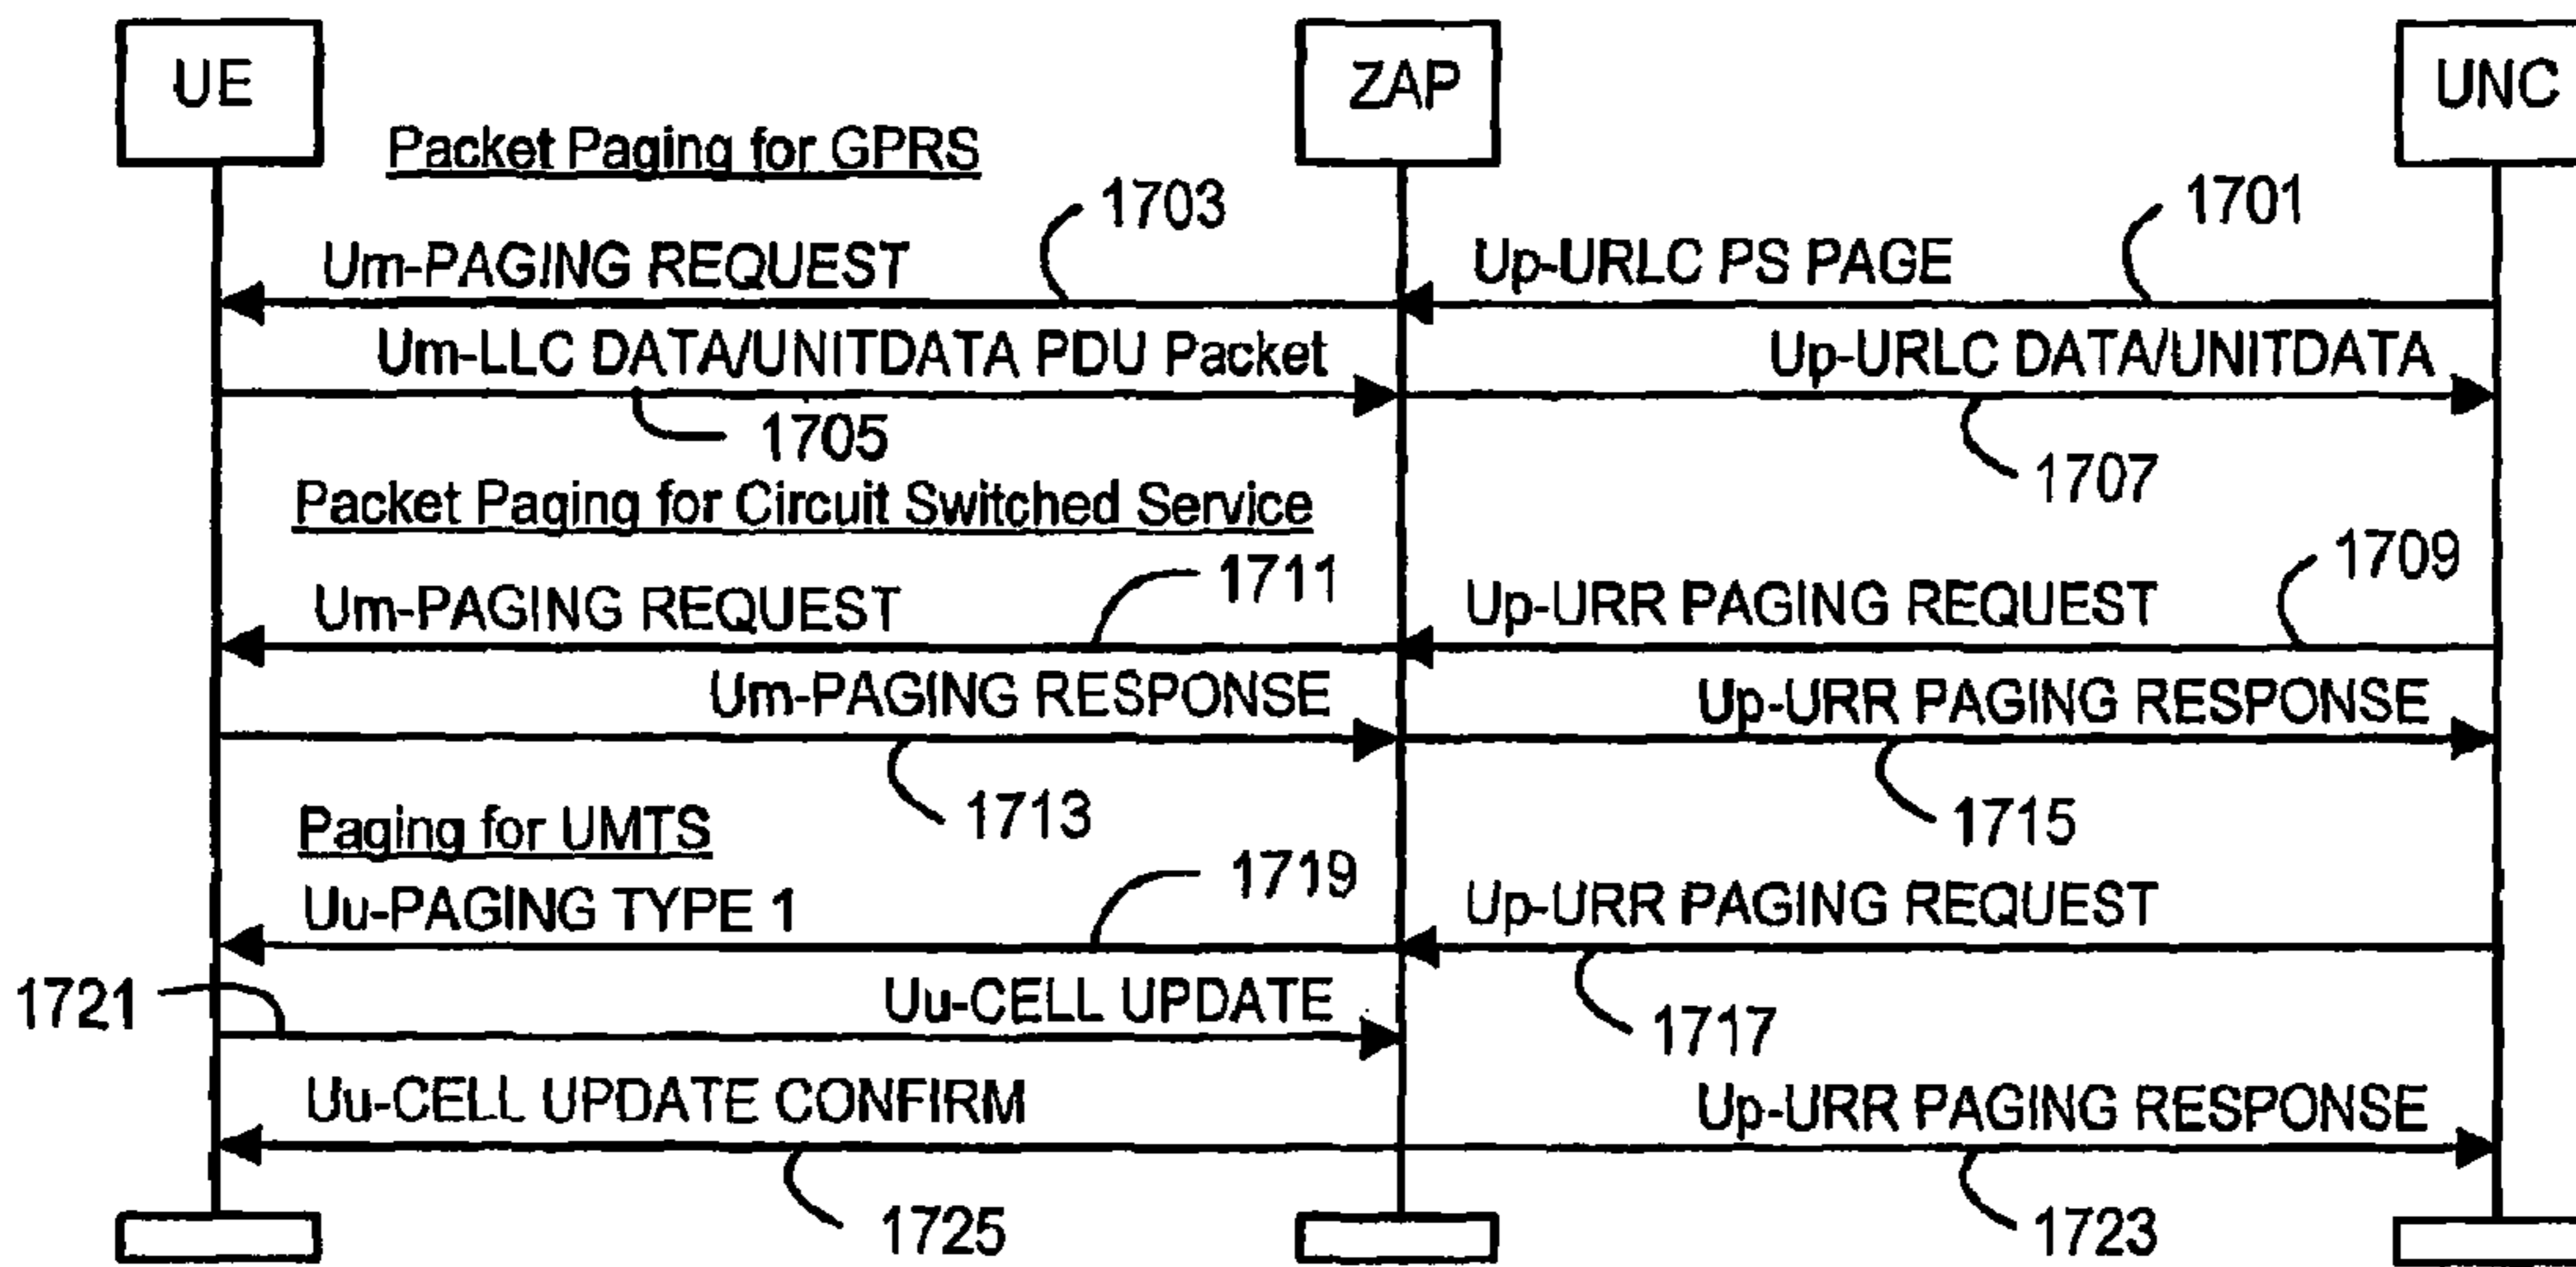 UE
ZAP
UNC
Packet Paging for GPRS
1703
1701
Um-PAGING REQUEST
Up-URLC PS PAGE
Um-LLC DATA/UNITDATA PDU Packet
Up-URLC DATA/UNITDATA
1705
1707
Packet Paging for Circuit Switched Service
1711
1709
Um-PAGING REQUEST
Up-URR PAGING REQUEST
Um-PAGING RESPONSE
Up-URR PAGING RESPONSE
1713
1715
Paging for UMTS
1719
Uu-PAGING TYPE 1
Up-URR PAGING REQUEST
1721
Uu-CELL UPDATE
1717
Uu-CELL UPDATE CONFIRM
Up-URR PAGING RESPONSE
1725
1723